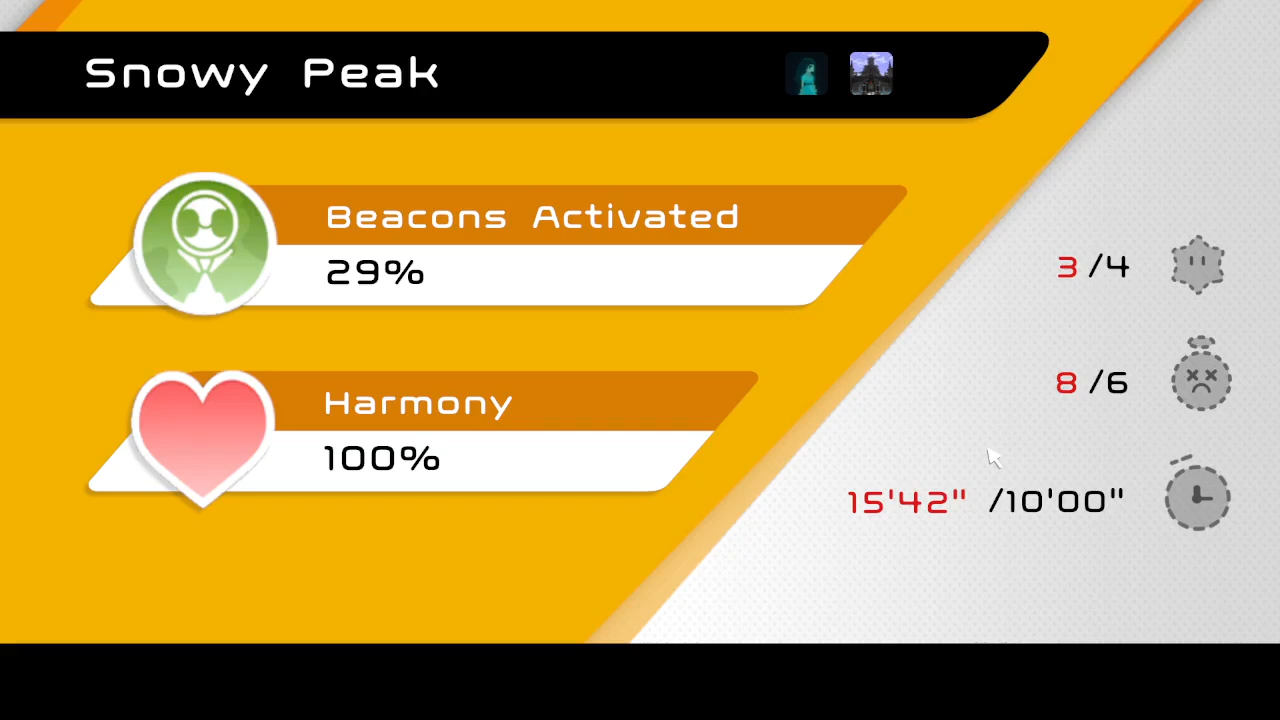 Snowy Peak
Beacons Activated
29%
3 /4
8 /6
Harmony
100%
15'42" /10'00"